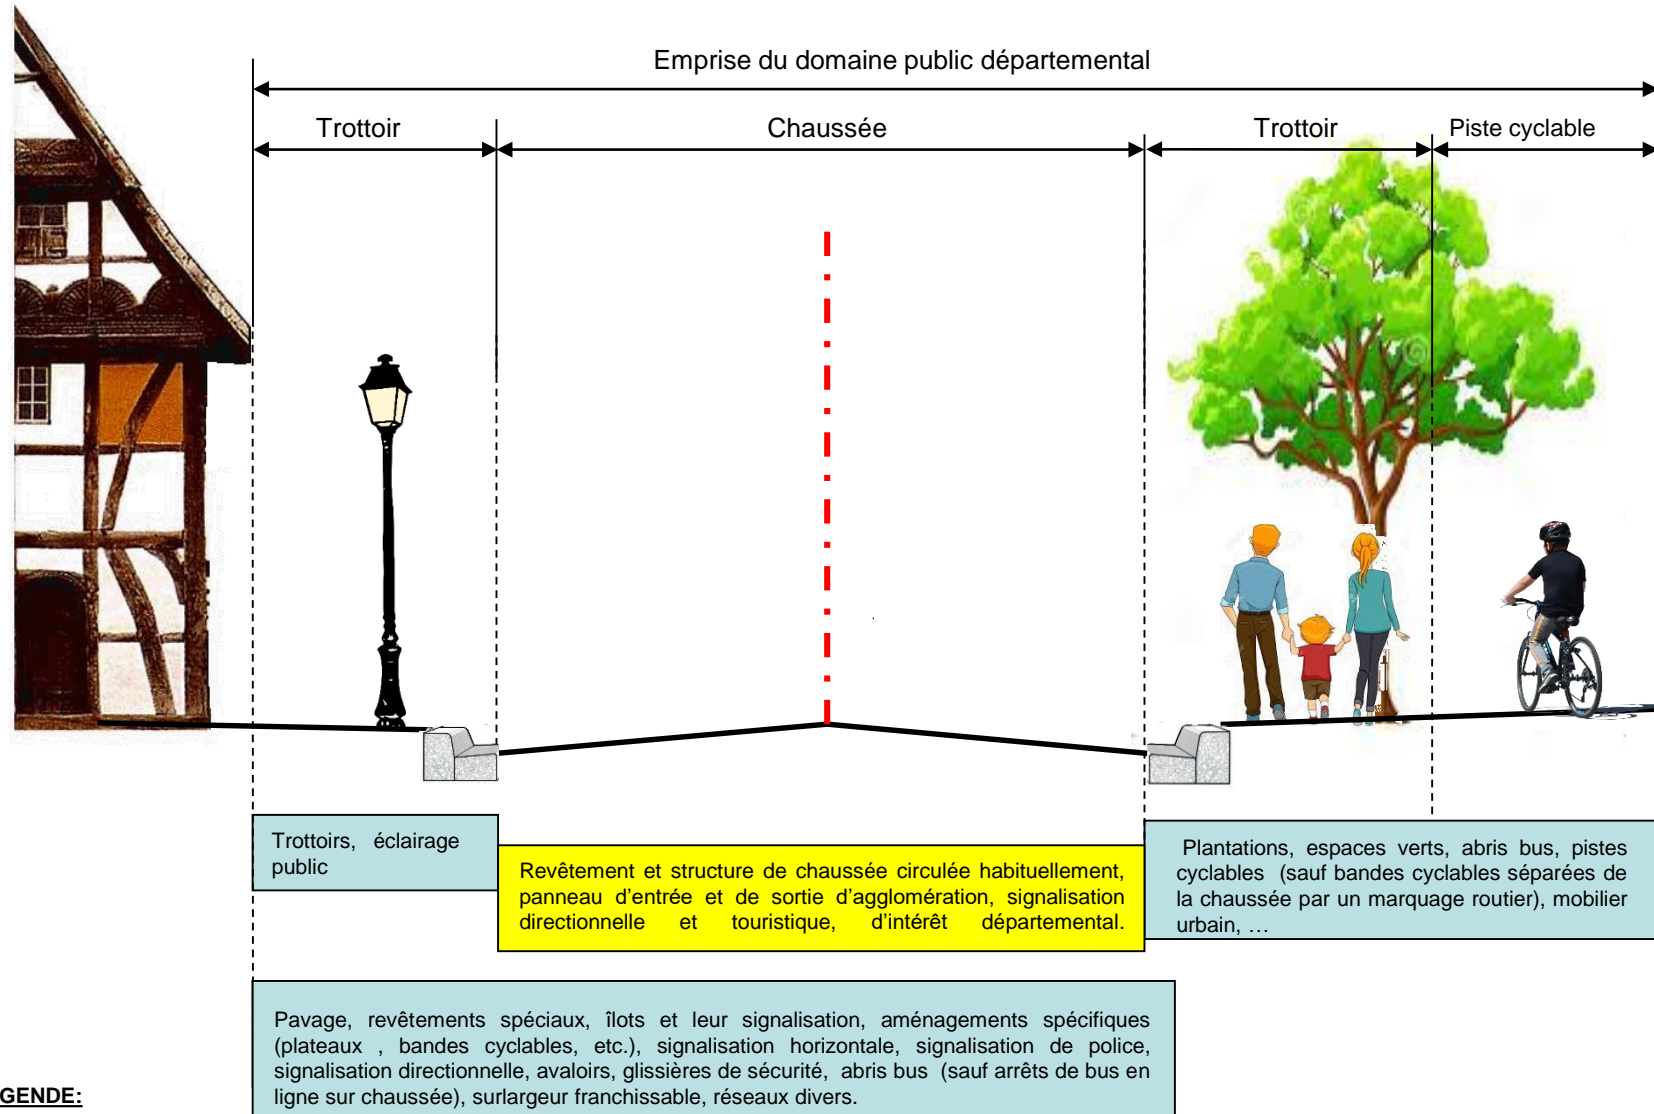 Emprise du domaine public départemental
Trottoir
Chaussée
Trottoir
Piste cyclable
Trottoirs, éclairage
public
Revêtement et structure de chaussée circulée habituellement,
panneau d'entrée et de sortie d'agglomération, signalisation
directionnelle et touristique, d'intérêt départemental.
Plantations, espaces verts, abris bus, pistes
cyclables (sauf bandes cyclables séparées de
la chaussée par un marquage routier), mobilier
urbain, …
Pavage, revêtements spéciaux, îlots et leur signalisation, aménagements spécifiques
(plateaux , bandes cyclables, etc.), signalisation horizontale, signalisation de police,
signalisation directionnelle, avaloirs, glissières de sécurité, abris bus (sauf arrêts de bus en
ligne sur chaussée), surlargeur franchissable, réseaux divers.
GENDE: